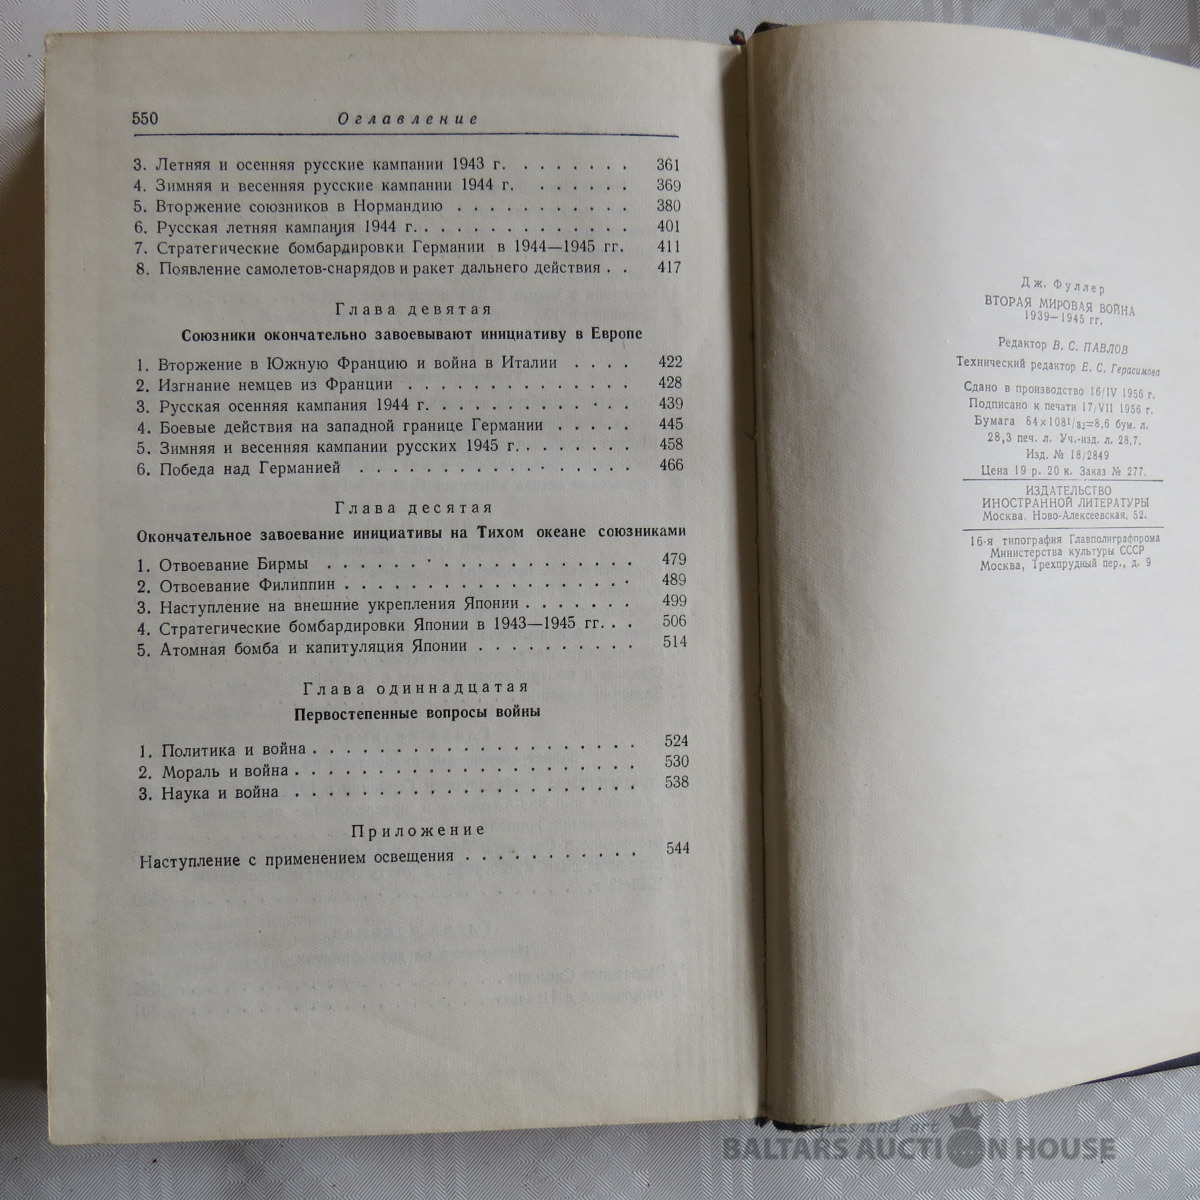 550 Оглавление
3. Летняя и осенняя русские кампании 1943 г. . . . . . . . 361
4. Зимняя и весенняя русские кампании 1944 г. . . . . . . 369
5. Вторжение союзников в Нормандию . . . . . . . . . . . 380
6. Русская летняя кампания 1944 г. . . . . . . . . . . . . . 401
7. Стратегические бомбардировки Германии в 1944—1945 гг. 411
8. Появление самолетов-снарядов и ракет дальнего действия . . 417
Глава девятая
Союзники окончательно завоевывают инициативу в Европе
1. Вторжение в Южную Францию и война в Италии . . . . 422
2. Изгнание немцев из Франции . . . . . . . . . . . . . . 428
3. Русская осенняя кампания 1944 г. . . . . . . . . . . . . 439
4. Боевые действия на западной границе Германии . . . . . 445
5. Зимняя и весенняя кампании русских 1945 г. . . . . . . . 458
6. Победа над Германией . . . . . . . . . . . . . . . . 466
Глава десятая
Окончательное завоевание инициативы на Тихом океане союзниками
1. Отвоевание Бирмы . . . . . . . . . . . . . . . . . . 479
2. Отвоевание Филиппин . . . . . . . . . . . . . . . . . 489
3. Наступление на внешние укрепления Японии . . . . . . . 499
4. Стратегические бомбардировки Японии в 1943—1945 гг. . . 506
5. Атомная бомба и капитуляция Японии . . . . . . . . . . 514
Глава одиннадцатая
Первостепенные вопросы войны
1. Политика и война . . . . . . . . . . . . . . . . . . . . 524
2. Мораль и война . . . . . . . . . . . . . . . . . . . . . 530
3. Наука и война . . . . . . . . . . . . . . . . . . . . . 538
Приложение
Наступление с применением освещения . . . . . . . . . . . 544
Дж. Фуллер
ВТОРАЯ МИРОВАЯ ВОЙНА
1939—1945 гг.
Редактор В. С. ПАВЛОВ
Технический редактор Е. С. Герасимова
Сдано в производство 16/IV 1956 г.
Подписано к печати 17/VII 1956 г.
Бумага 84×108¹/₃₂=8,6 бум. л.
28,3 печ. л. Уч.-изд. л. 28,7.
Изд. № 18/2849
Цена 19 р. 20 к. Заказ № 277.
ИЗДАТЕЛЬСТВО
ИНОСТРАННОЙ ЛИТЕРАТУРЫ
Москва. Ново-Алексеевская, 52.
16-я типография Главполиграфпрома
Министерства культуры СССР
Москва, Трехпрудный пер., д. 9
and art
BALTARS AUCTION HOUSE